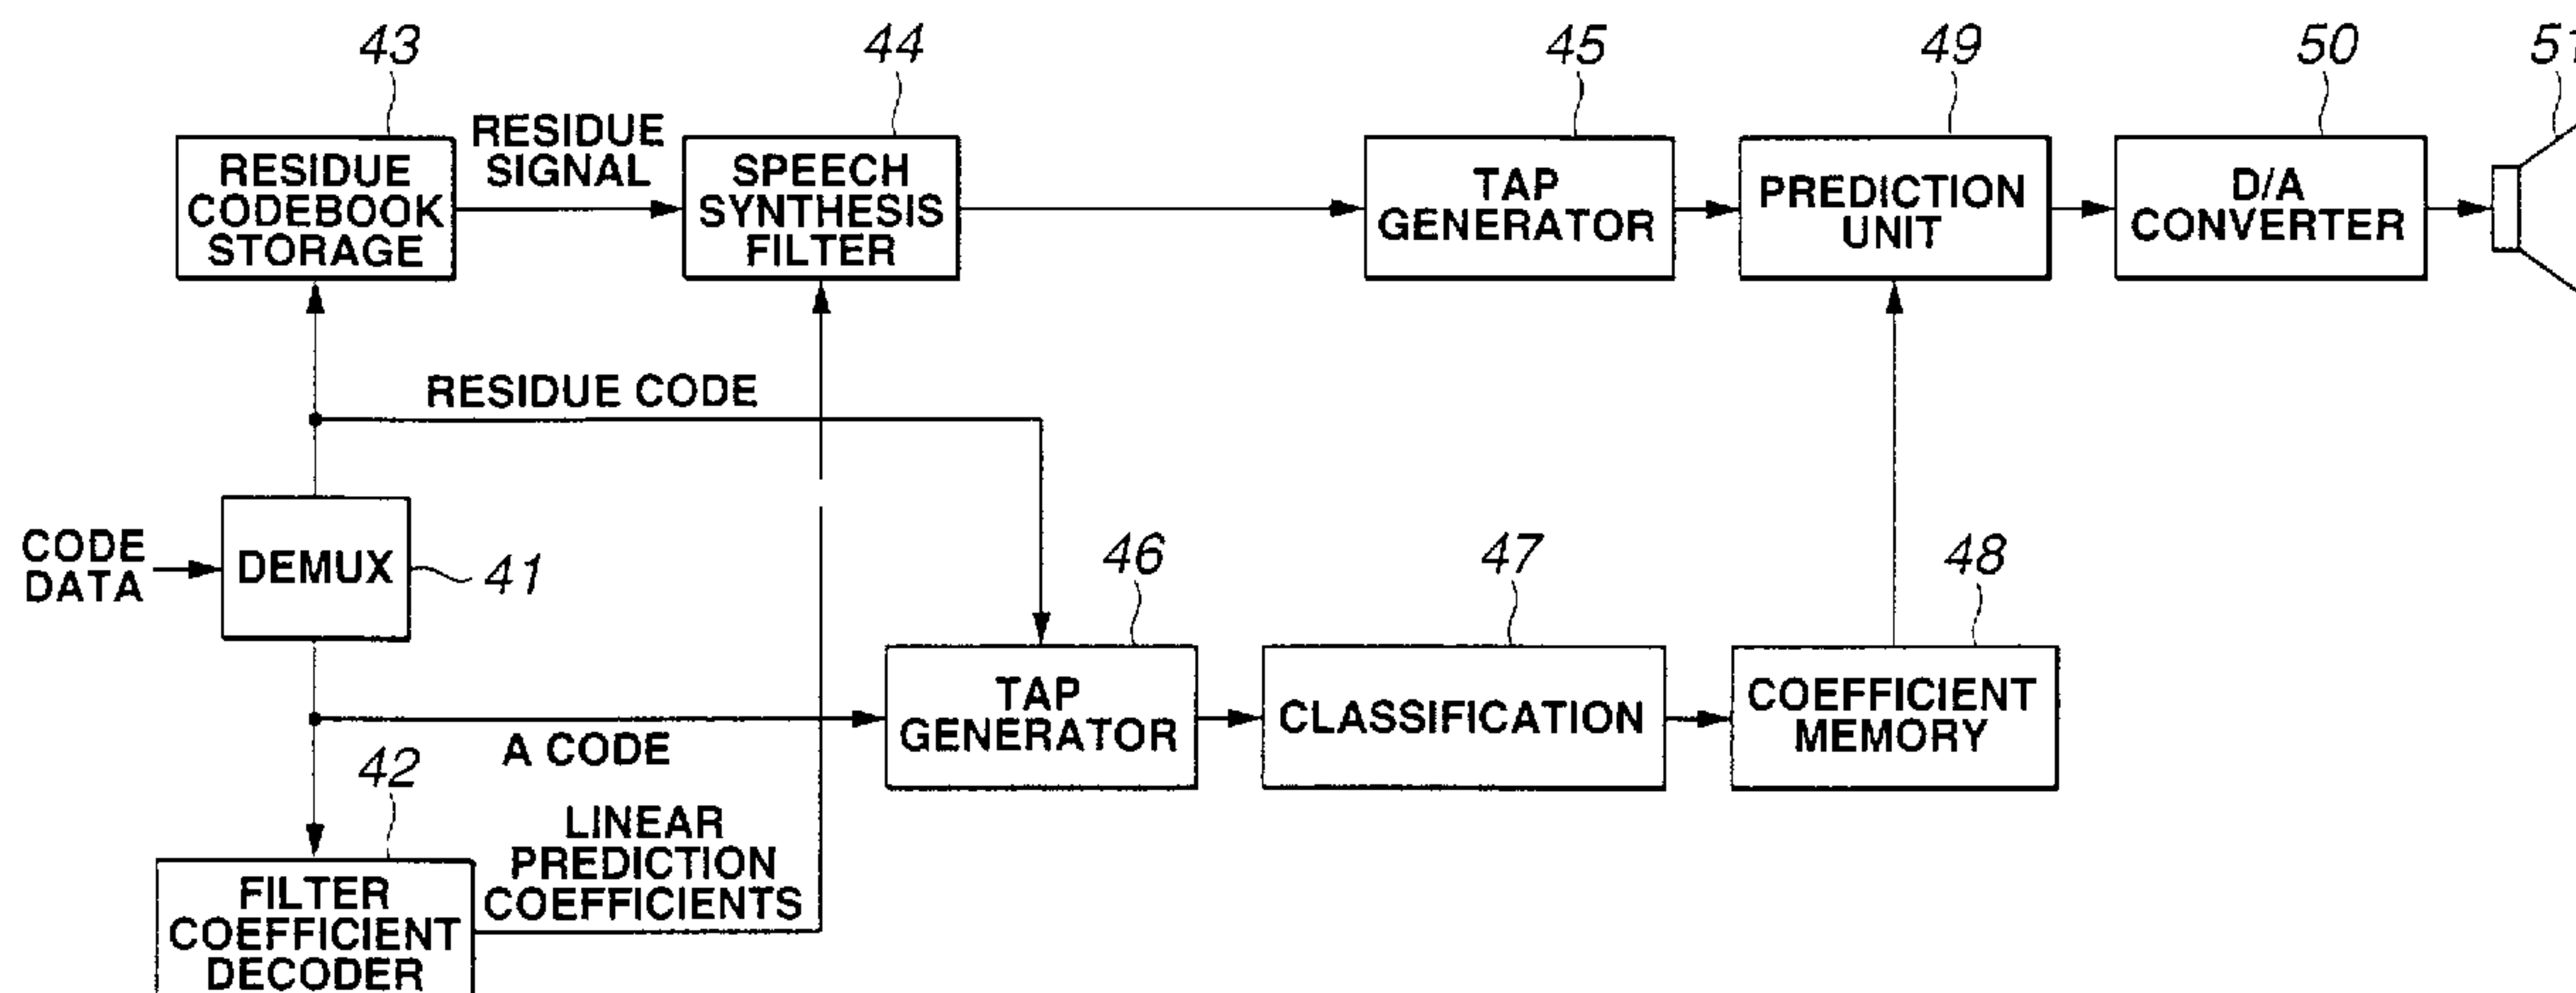 43
44
45
49
50
51
RESIDUE
CODEBOOK
STORAGE
RESIDUE
SIGNAL
SPEECH
SYNTHESIS
FILTER
TAP
GENERATOR
PREDICTION
UNIT
D/A
CONVERTER
RESIDUE CODE
CODE
DATA
DEMUX
41
46
47
48
TAP
GENERATOR
CLASSIFICATION
COEFFICIENT
MEMORY
A CODE
42
LINEAR
PREDICTION
COEFFICIENTS
FILTER
COEFFICIENT
DECODER